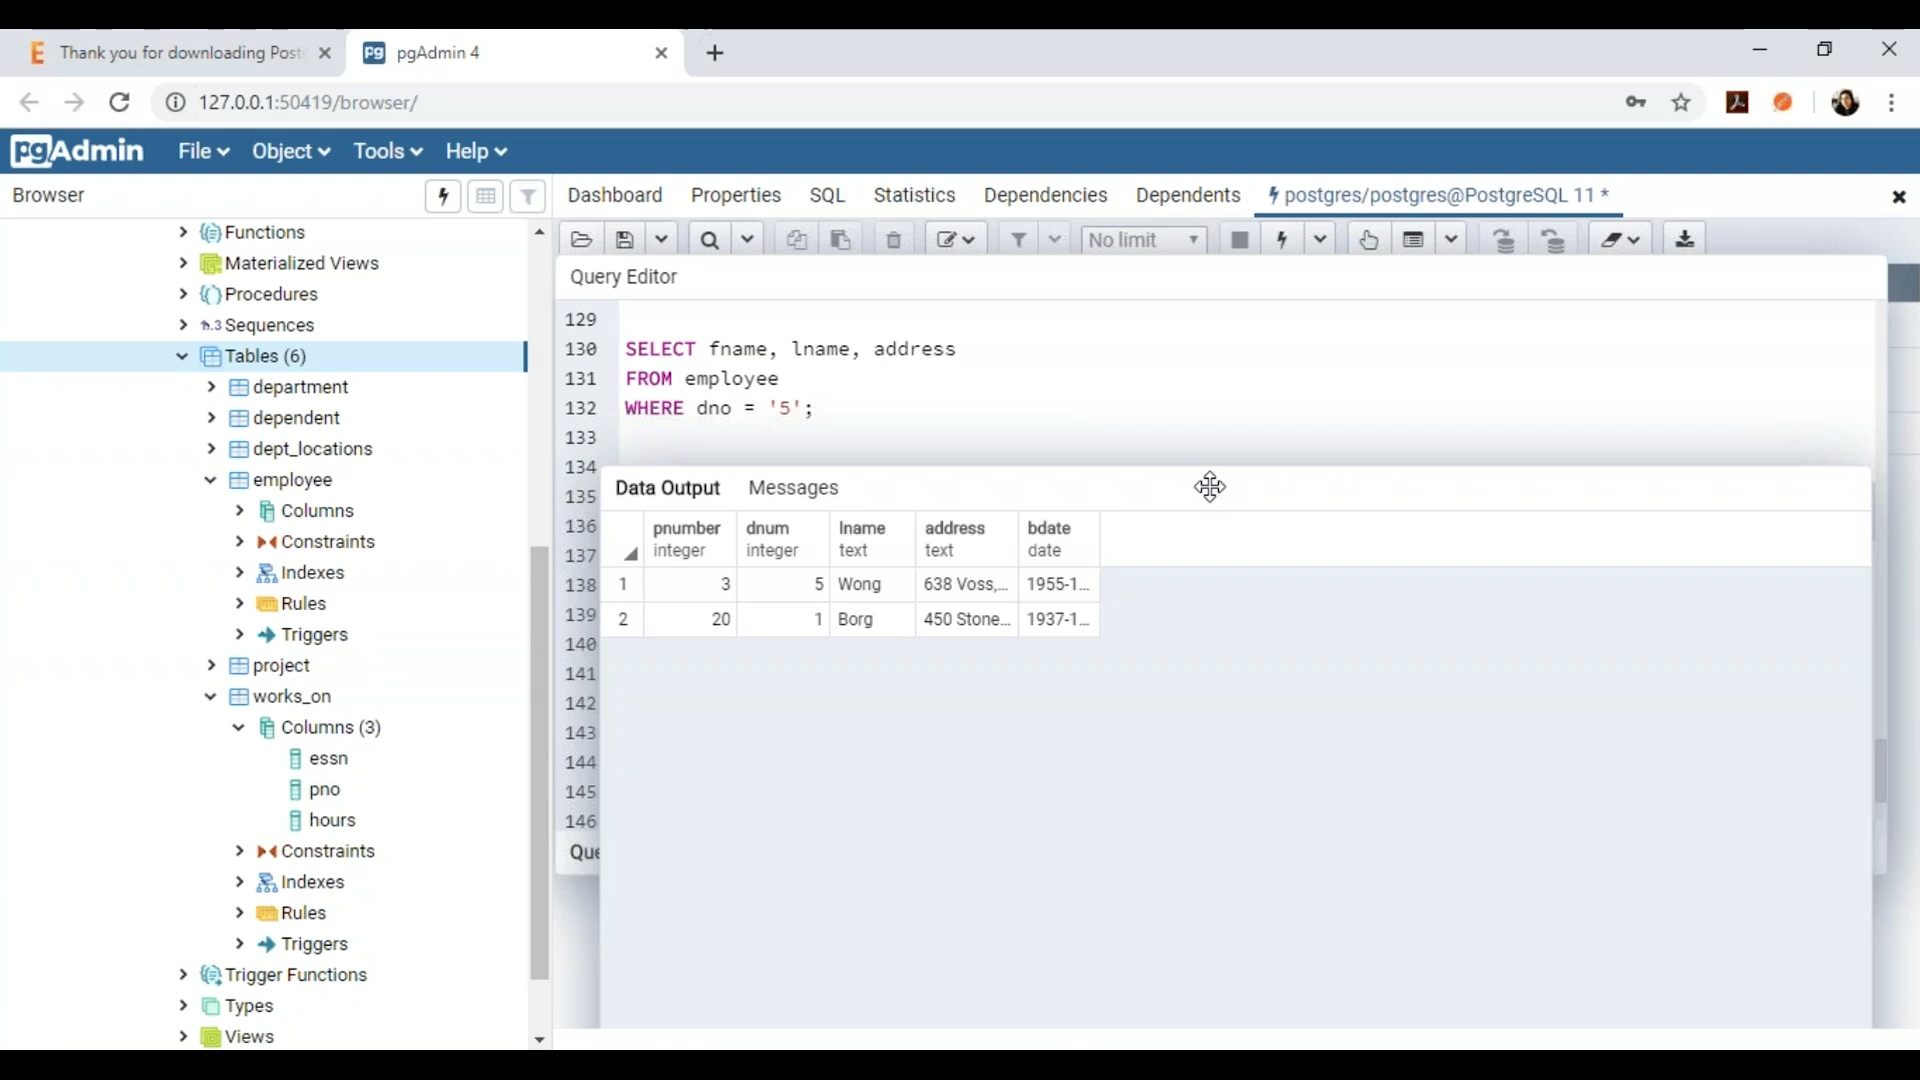 Thank you for downloading Post
pgAdmin 4
127.0.0.1:50419/browser/
pgAdmin File Object Tools Help
Browser
Dashboard Properties SQL Statistics Dependencies Dependents postgres/postgres@PostgreSQL 11 *
No limit
Functions
Materialized Views
Procedures
Sequences
Tables (6)
department
dependent
dept_locations
employee
Columns
Constraints
Indexes
Rules
Triggers
project
works_on
Columns (3)
essn
pno
hours
Constraints
Indexes
Rules
Triggers
Trigger Functions
Types
Views
Query Editor
129
130 SELECT fname, lname, address
131 FROM employee
132 WHERE dno = '5';
133
134
135
136
137
138
139
140
141
142
143
144
145
146
Que
Data Output Messages
pnumber dnum lname address bdate
integer integer text text date
1 3 5 Wong 638 Voss,... 1955-1...
2 20 1 Borg 450 Stone... 1937-1...